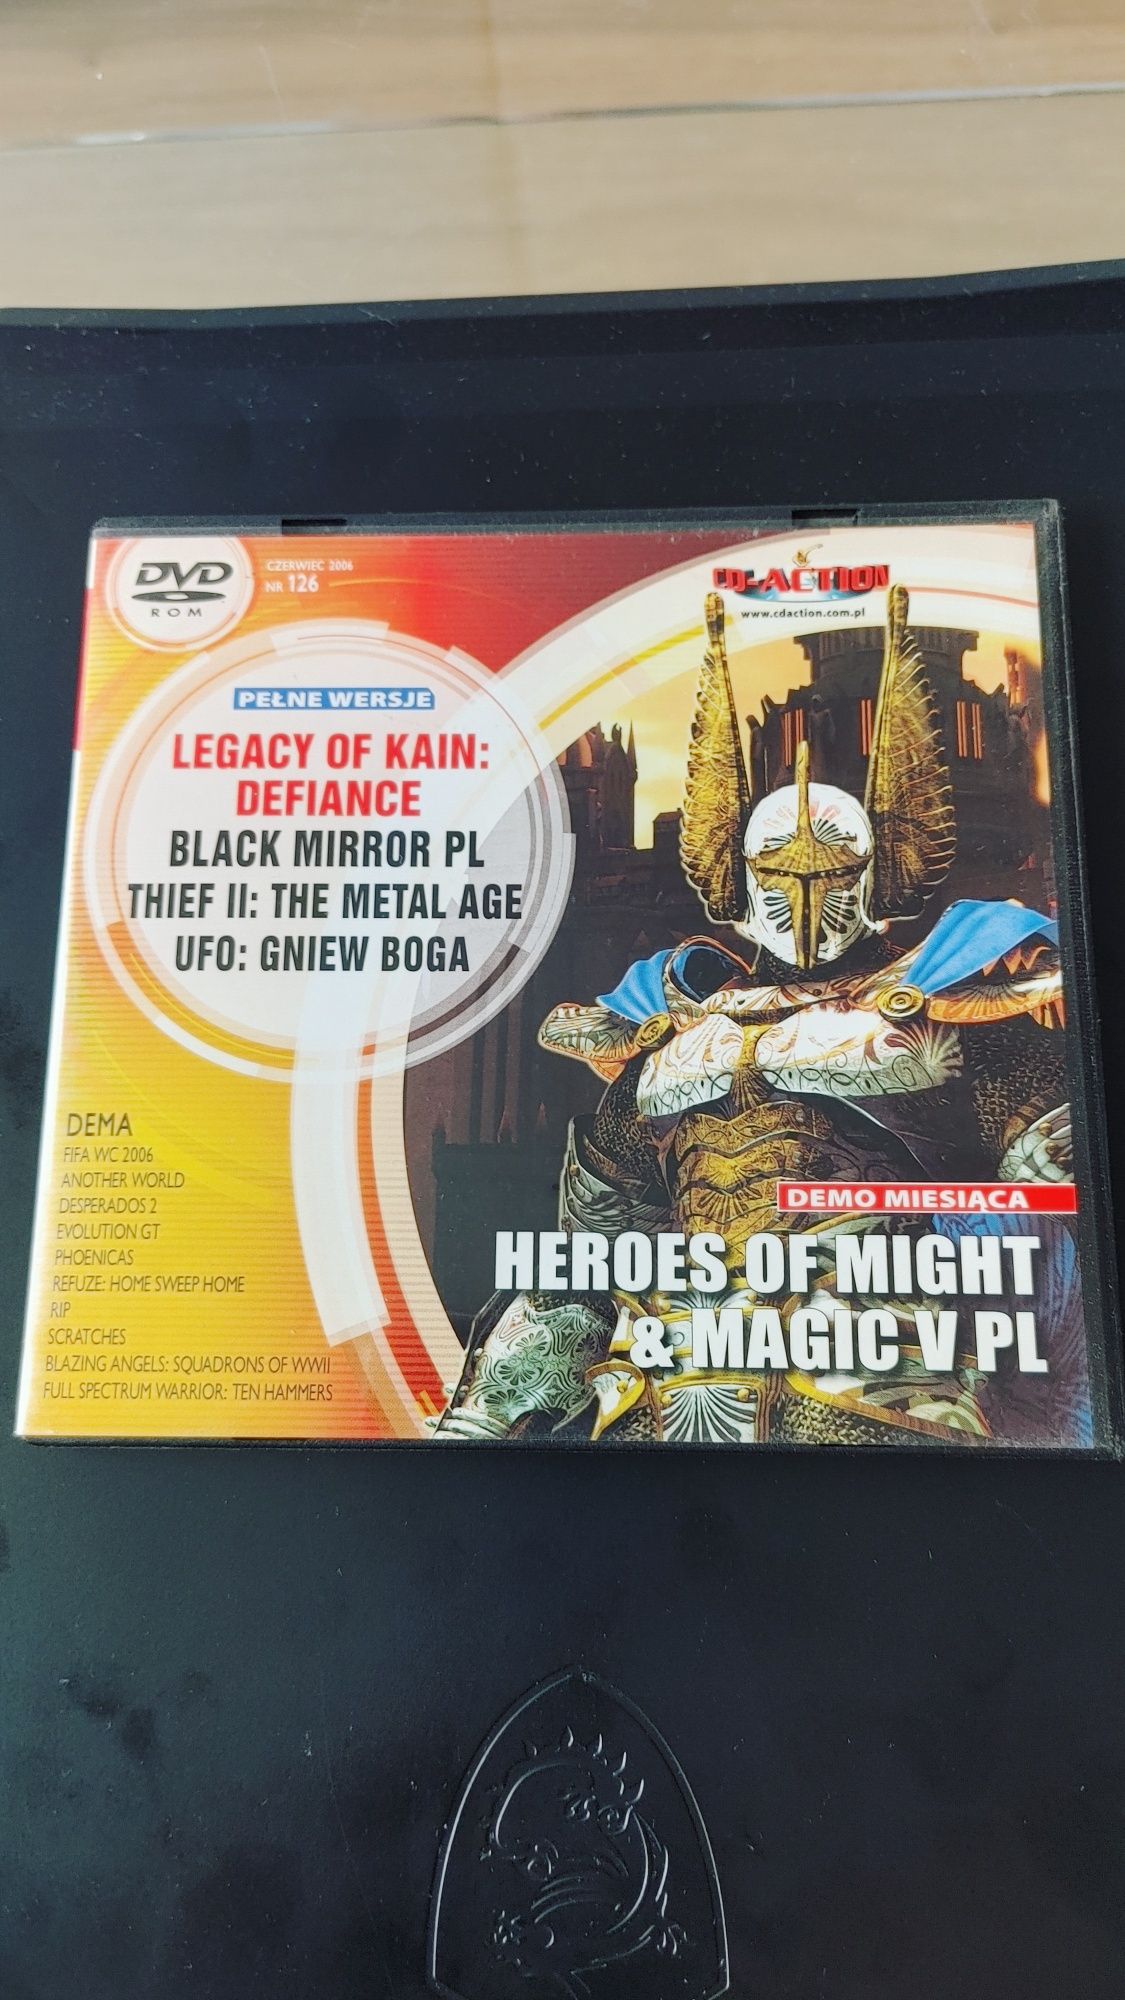 DVD
ROM
CZERWIEC 2006
NR 126
CD-ACTION
www.cdaction.com.pl
PEŁNE WERSJE
LEGACY OF KAIN:
DEFIANCE
BLACK MIRROR PL
THIEF II: THE METAL AGE
UFO: GNIEW BOGA
DEMA
FIFA WC 2006
ANOTHER WORLD
DESPERADOS 2
EVOLUTION GT
PHOENICAS
REFUZE: HOME SWEEP HOME
RIP
SCRATCHES
BLAZING ANGELS: SQUADRONS OF WWII
FULL SPECTRUM WARRIOR: TEN HAMMERS
DEMO MIESIĄCA
HEROES OF MIGHT
& MAGIC V PL